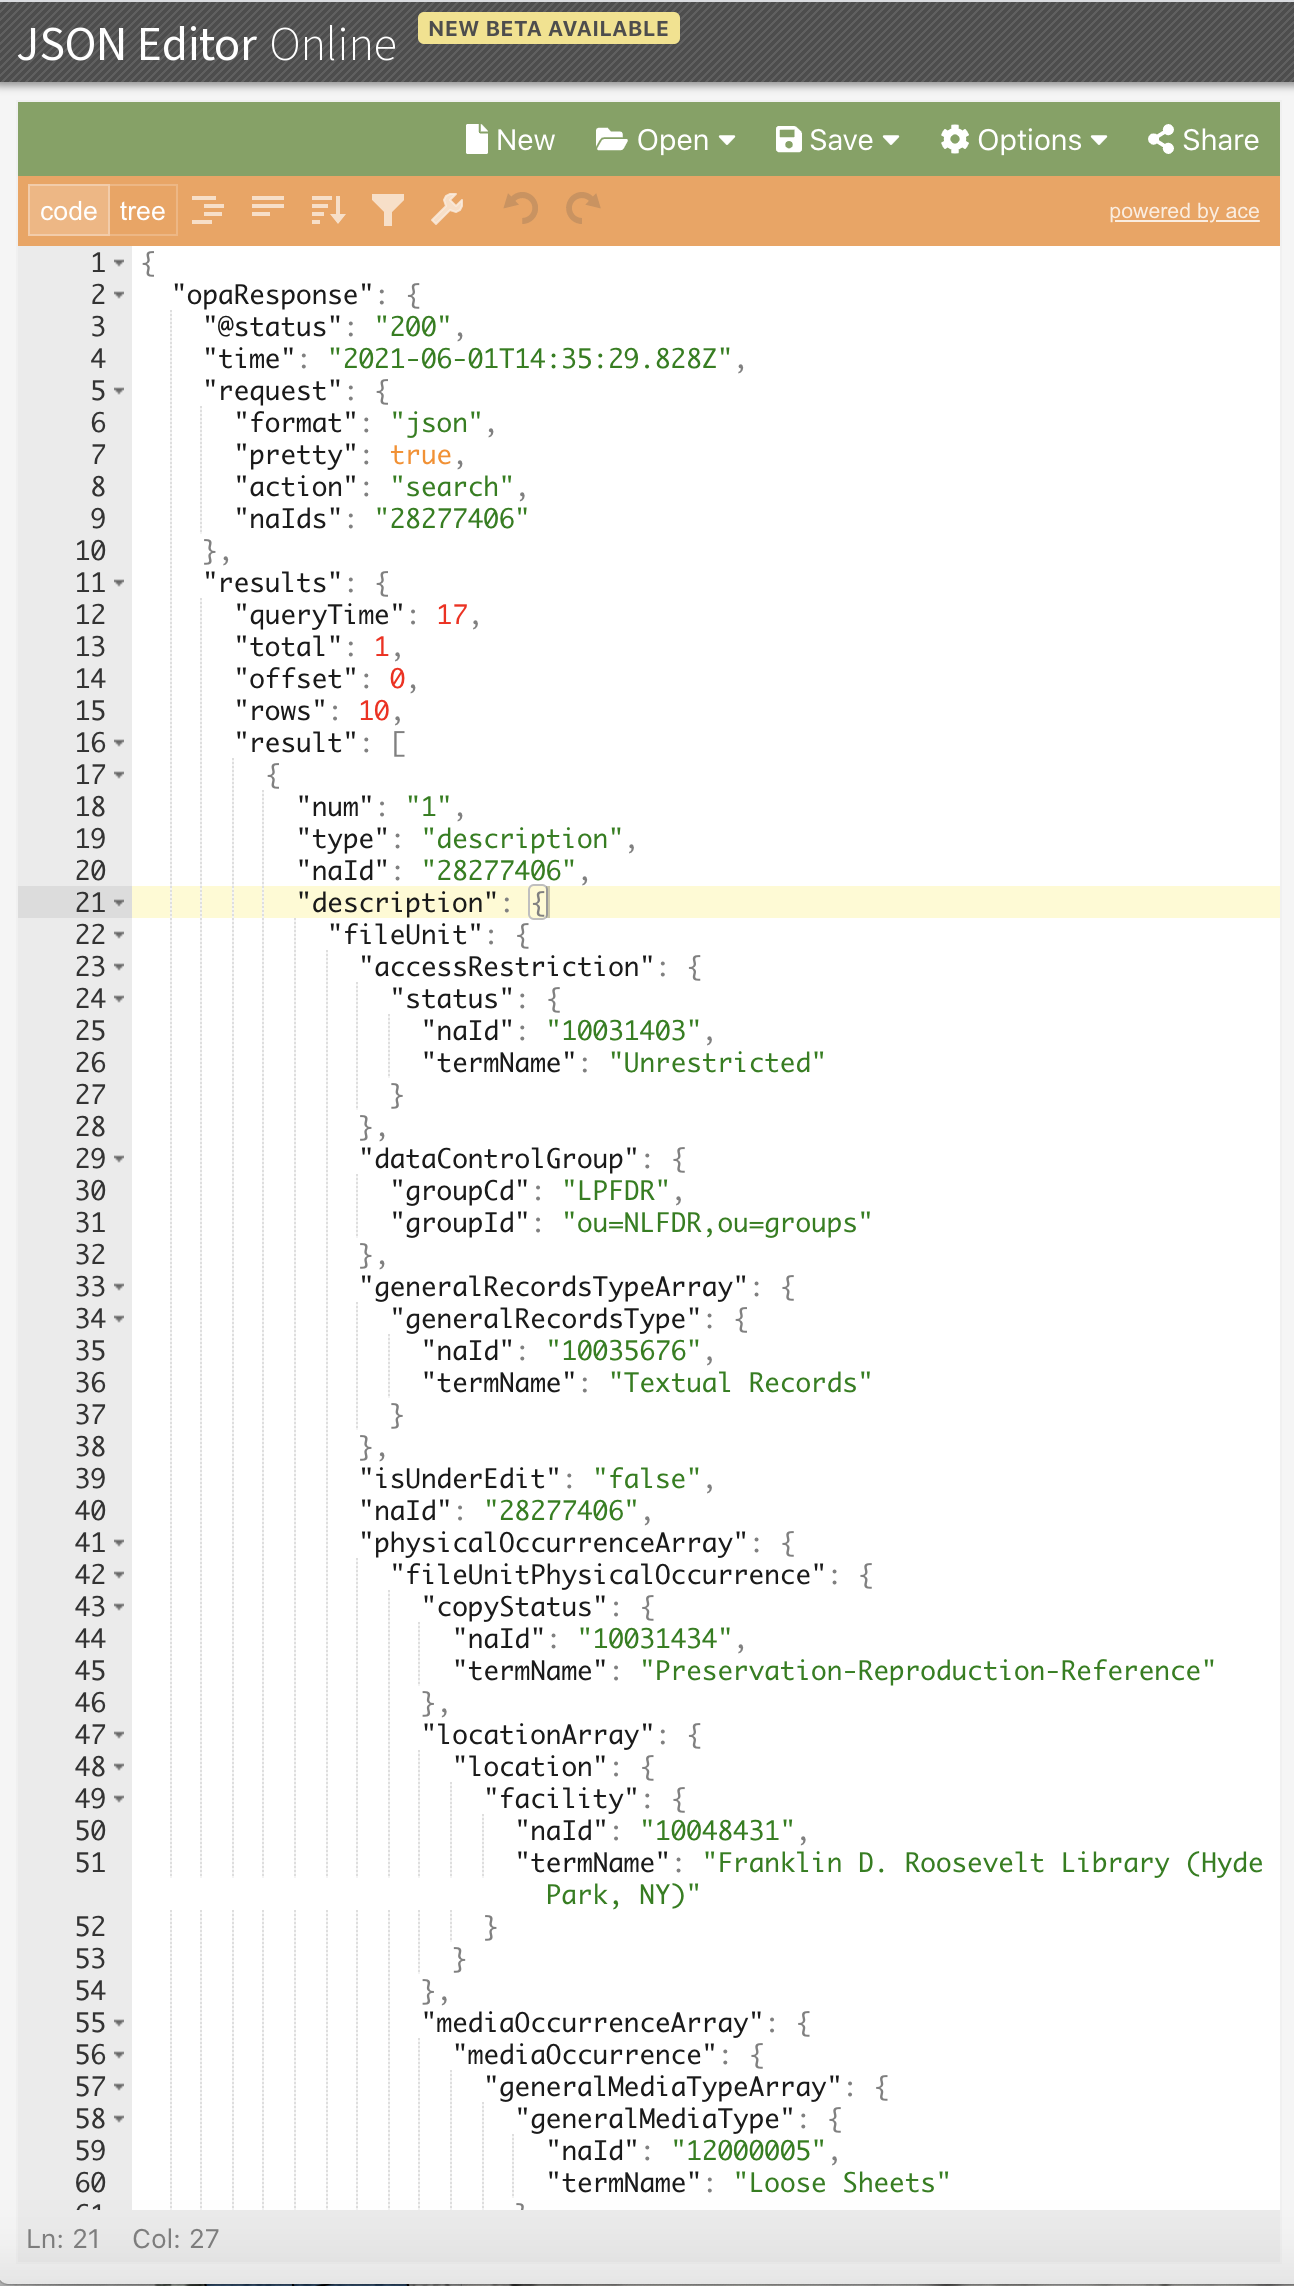 JSON Editor Online NEW BETA AVAILABLE
New Open Save Options Share
code tree powered by ace
1 {
2 "opaResponse": {
3 "@status": "200",
4 "time": "2021-06-01T14:35:29.828Z",
5 "request": {
6 "format": "json",
7 "pretty": true,
8 "action": "search",
9 "naIds": "28277406"
10 },
11 "results": {
12 "queryTime": 17,
13 "total": 1,
14 "offset": 0,
15 "rows": 10,
16 "result": [
17 {
18 "num": "1",
19 "type": "description",
20 "naId": "28277406",
21 "description": {
22 "fileUnit": {
23 "accessRestriction": {
24 "status": {
25 "naId": "10031403",
26 "termName": "Unrestricted"
27 }
28 },
29 "dataControlGroup": {
30 "groupCd": "LPFDR",
31 "groupId": "ou=NLFDR,ou=groups"
32 },
33 "generalRecordsTypeArray": {
34 "generalRecordsType": {
35 "naId": "10035676",
36 "termName": "Textual Records"
37 }
38 },
39 "isUnderEdit": "false",
40 "naId": "28277406",
41 "physicalOccurrenceArray": {
42 "fileUnitPhysicalOccurrence": {
43 "copyStatus": {
44 "naId": "10031434",
45 "termName": "Preservation-Reproduction-Reference"
46 },
47 "locationArray": {
48 "location": {
49 "facility": {
50 "naId": "10048431",
51 "termName": "Franklin D. Roosevelt Library (Hyde
Park, NY)"
52 }
53 }
54 },
55 "mediaOccurrenceArray": {
56 "mediaOccurrence": {
57 "generalMediaTypeArray": {
58 "generalMediaType": {
59 "naId": "12000005",
60 "termName": "Loose Sheets"
Ln: 21 Col: 27